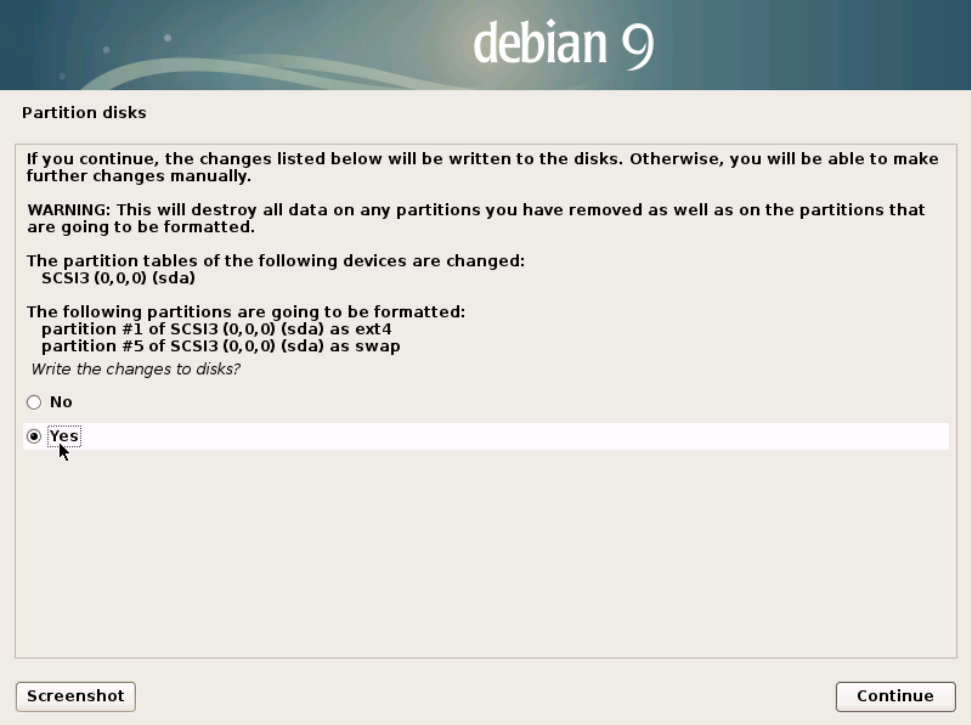 debian 9
Partition disks
If you continue, the changes listed below will be written to the disks. Otherwise, you will be able to make
further changes manually.
WARNING: This will destroy all data on any partitions you have removed as well as on the partitions that
are going to be formatted.
The partition tables of the following devices are changed:
SCSI3 (0,0,0) (sda)
The following partitions are going to be formatted:
partition #1 of SCSI3 (0,0,0) (sda) as ext4
partition #5 of SCSI3 (0,0,0) (sda) as swap
Write the changes to disks?
No
Yes
Screenshot
Continue